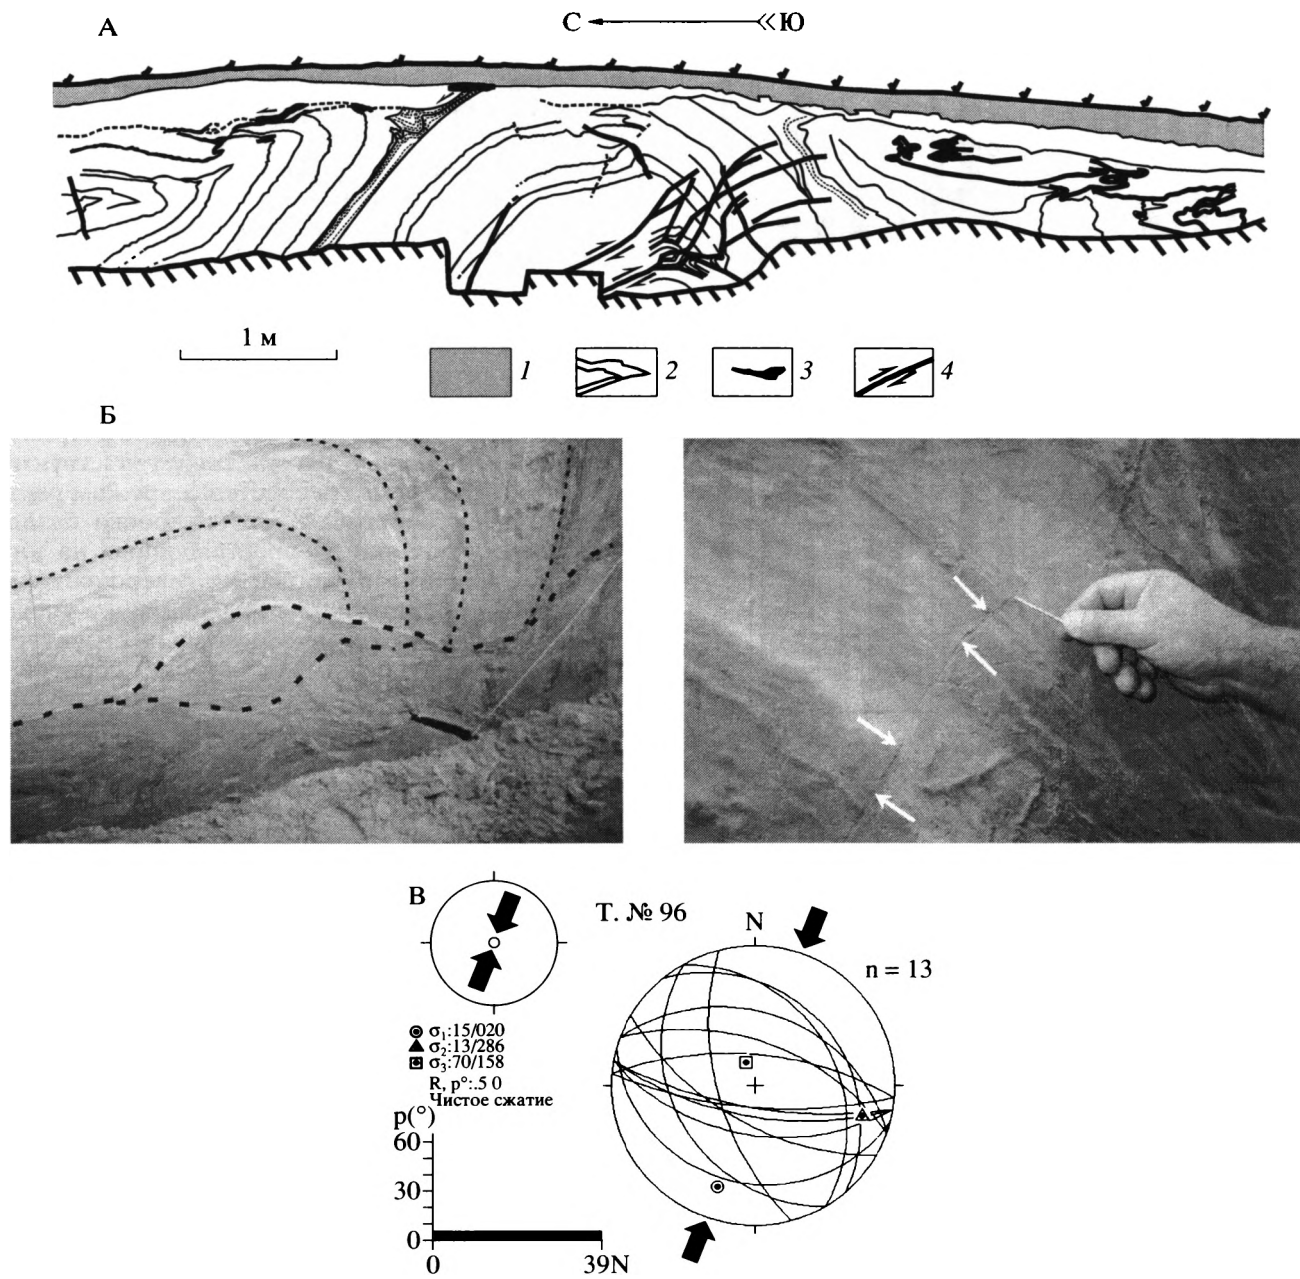 А
С Ю
1 м
1 2 3 4
Б
В
Т. № 96
N
n = 13
σ1:15/020
σ2:13/286
σ3:70/158
R, p°:.5 0
Чистое сжатие
p(°)
60
30
0
0 39N